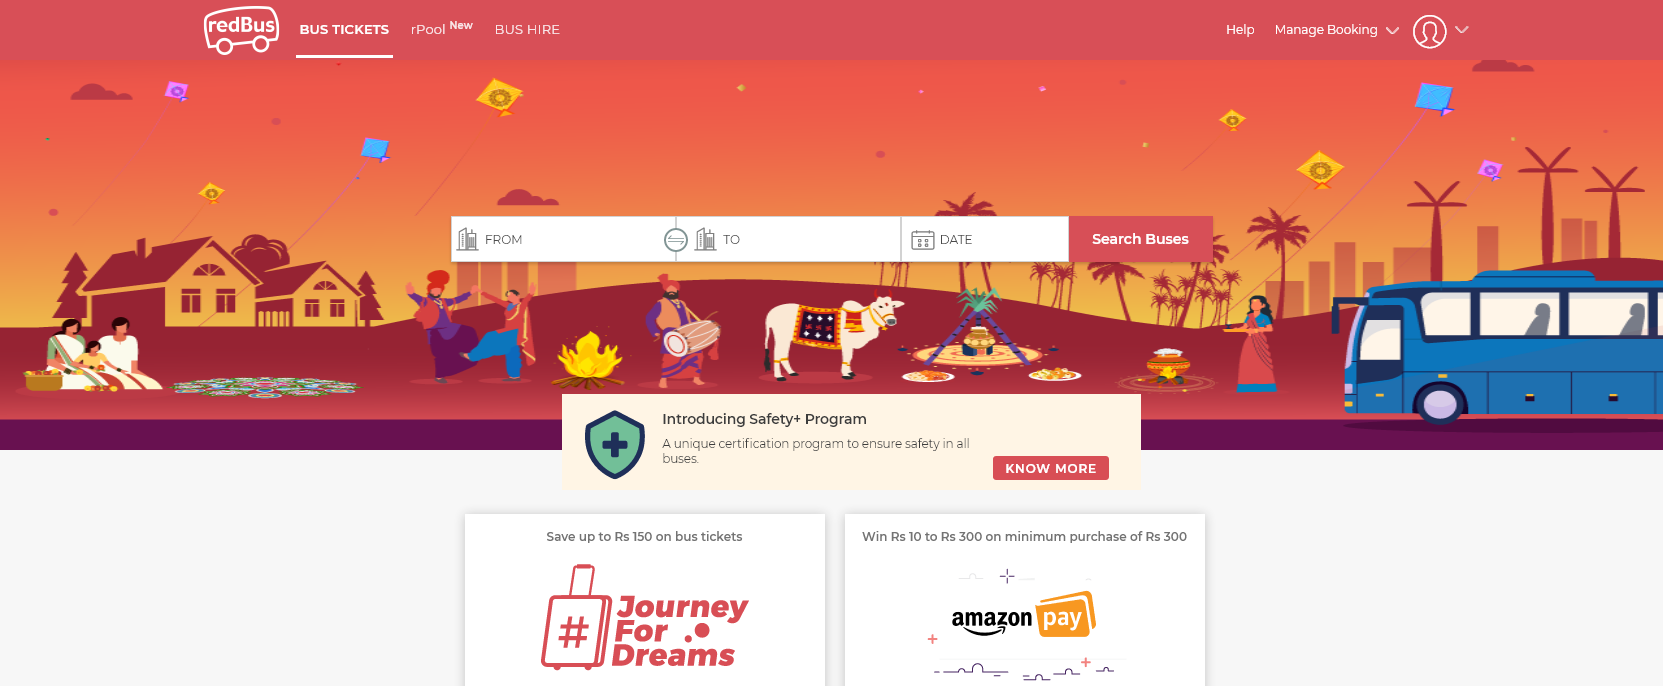 redBus
BUS TICKETS
rPool New
BUS HIRE
Help
Manage Booking
FROM
TO
DATE
Search Buses
Introducing Safety+ Program
A unique certification program to ensure safety in all
buses.
KNOW MORE
Save up to Rs 150 on bus tickets
# Journey
For
Dreams
Win Rs 10 to Rs 300 on minimum purchase of Rs 300
amazon pay